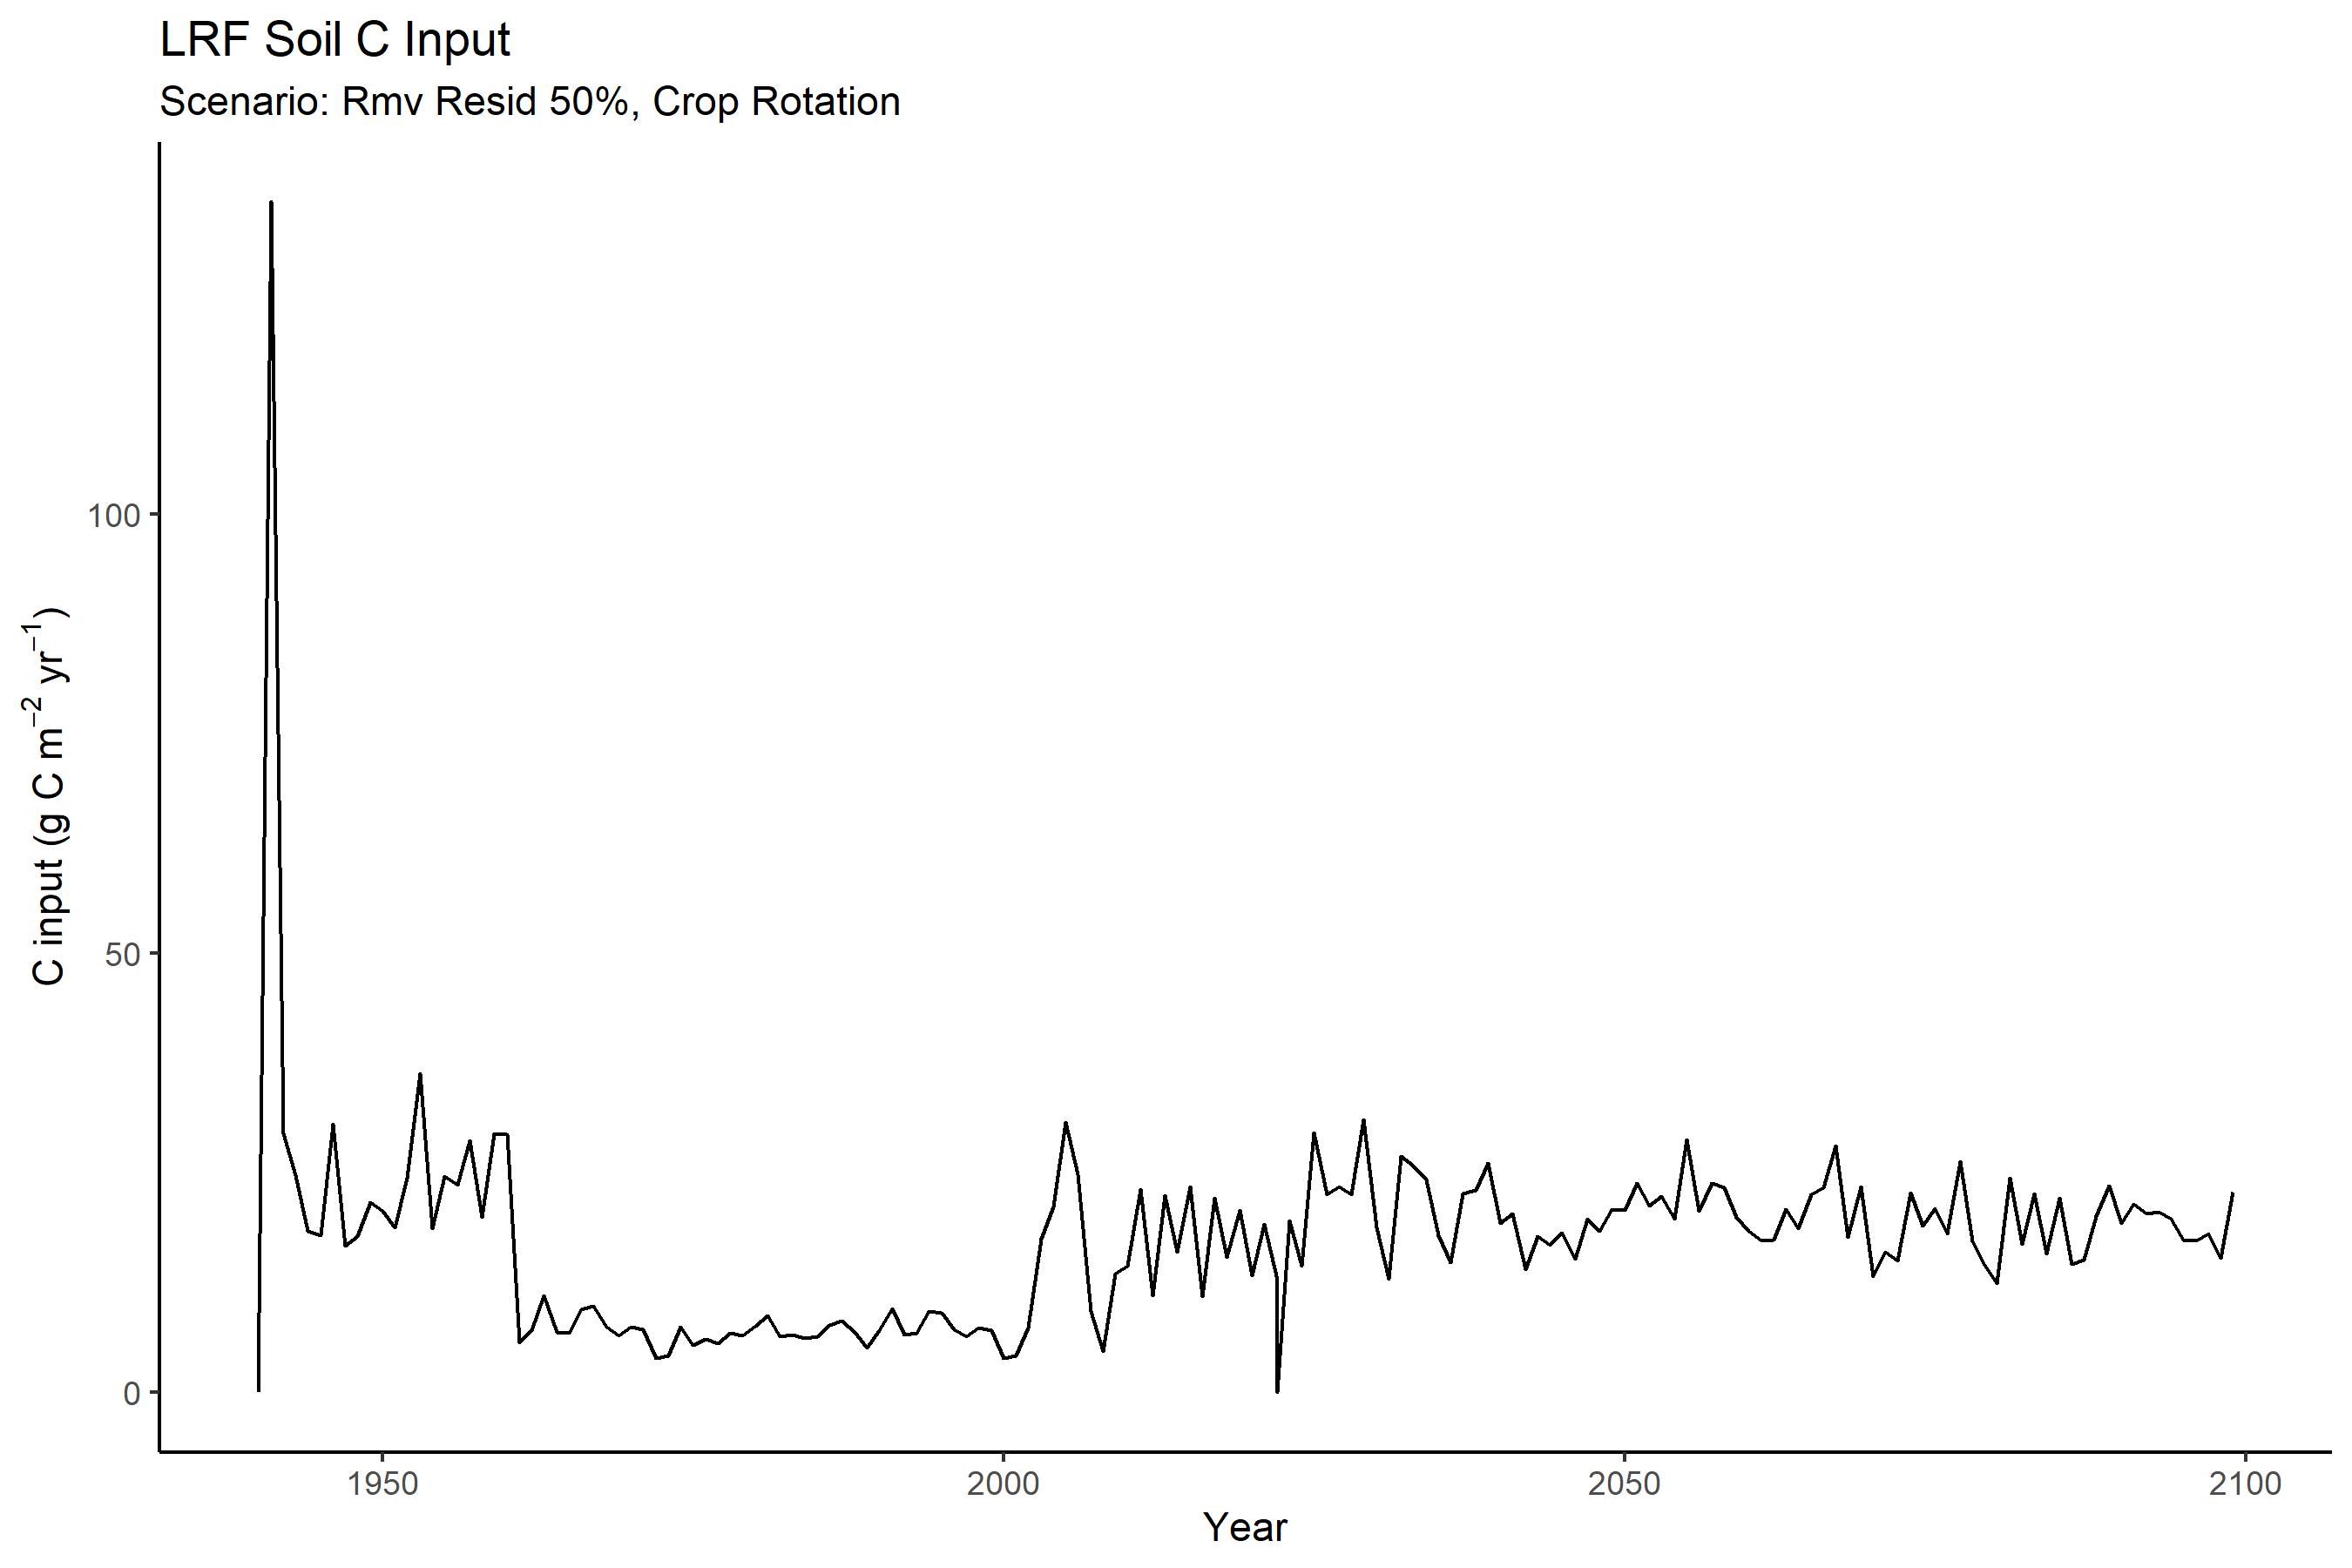 LRF Soil C Input
Scenario: Rmv Resid 50%, Crop Rotation
C input (g C m⁻² yr⁻¹)
100
50
0
1950
2000
2050
2100
Year